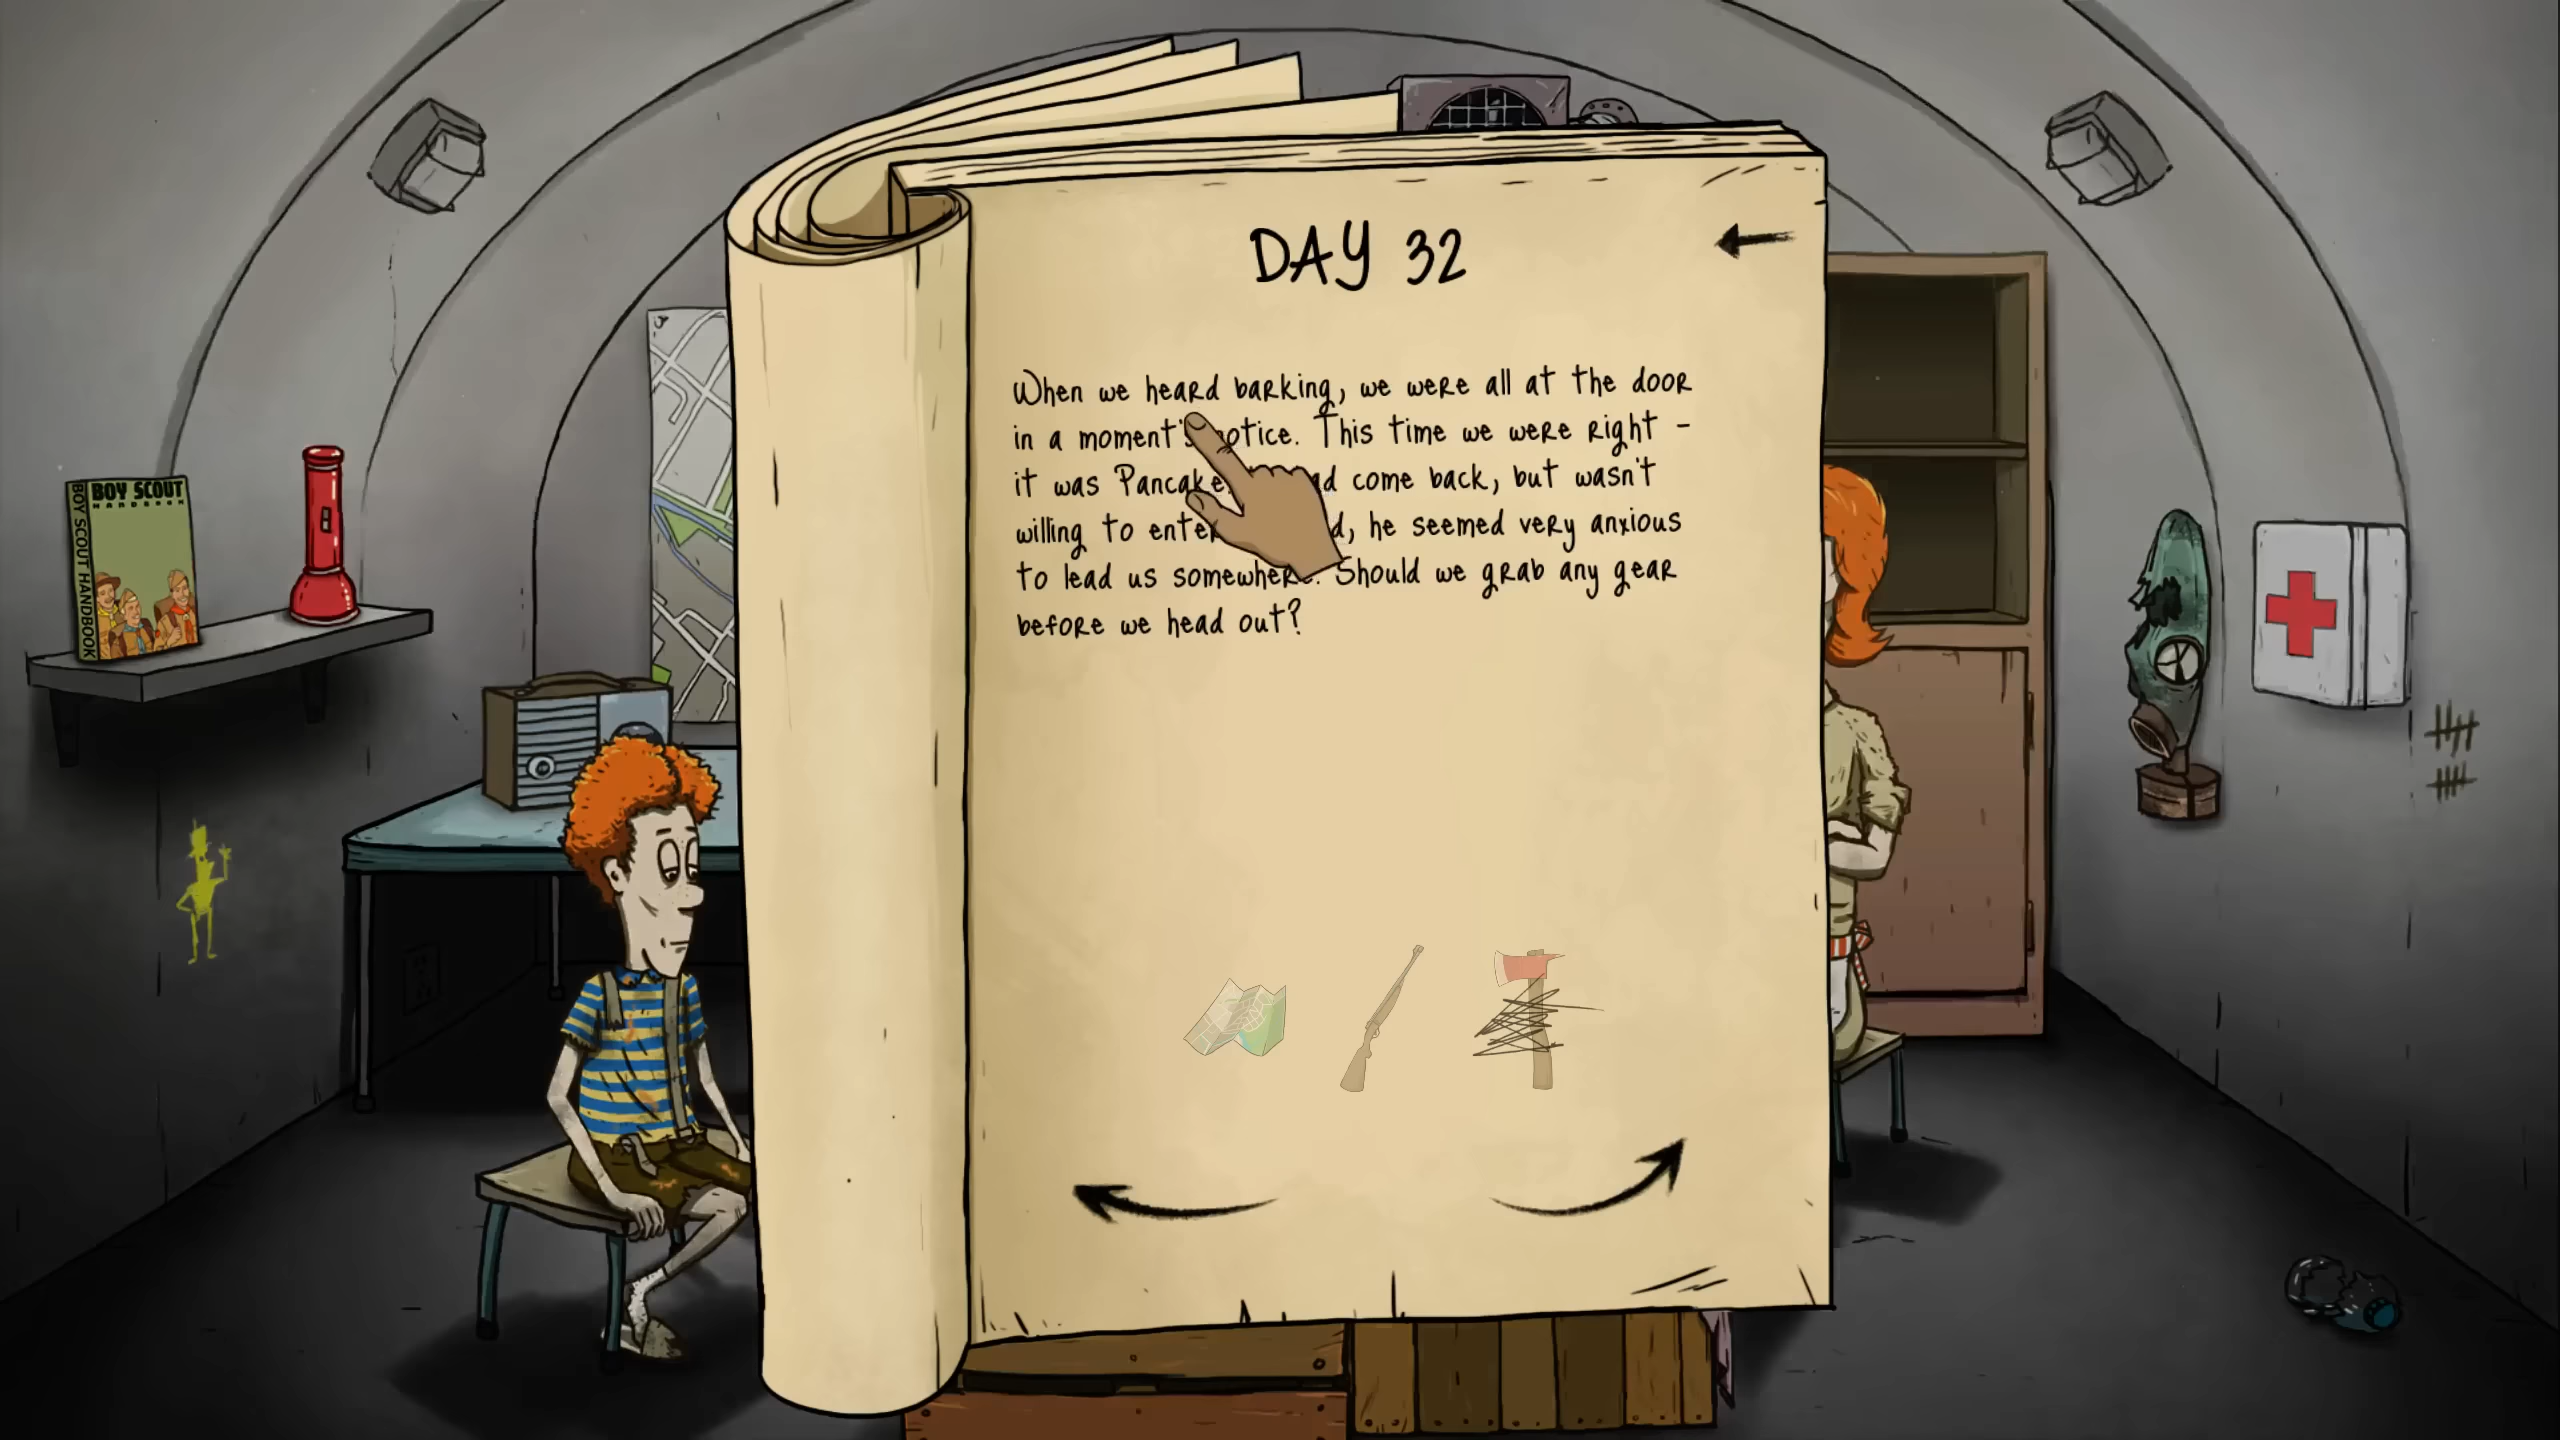 DAY 32
When we heard barking, we were all at the door
in a moment's notice. This time we were right -
it was Pancake come back, but wasn't
willing to enter he seemed very anxious
to lead us somewhere. Should we grab any gear
before we head out?
BOY SCOUT
HANDBOOK
BOY SCOUT HANDBOOK